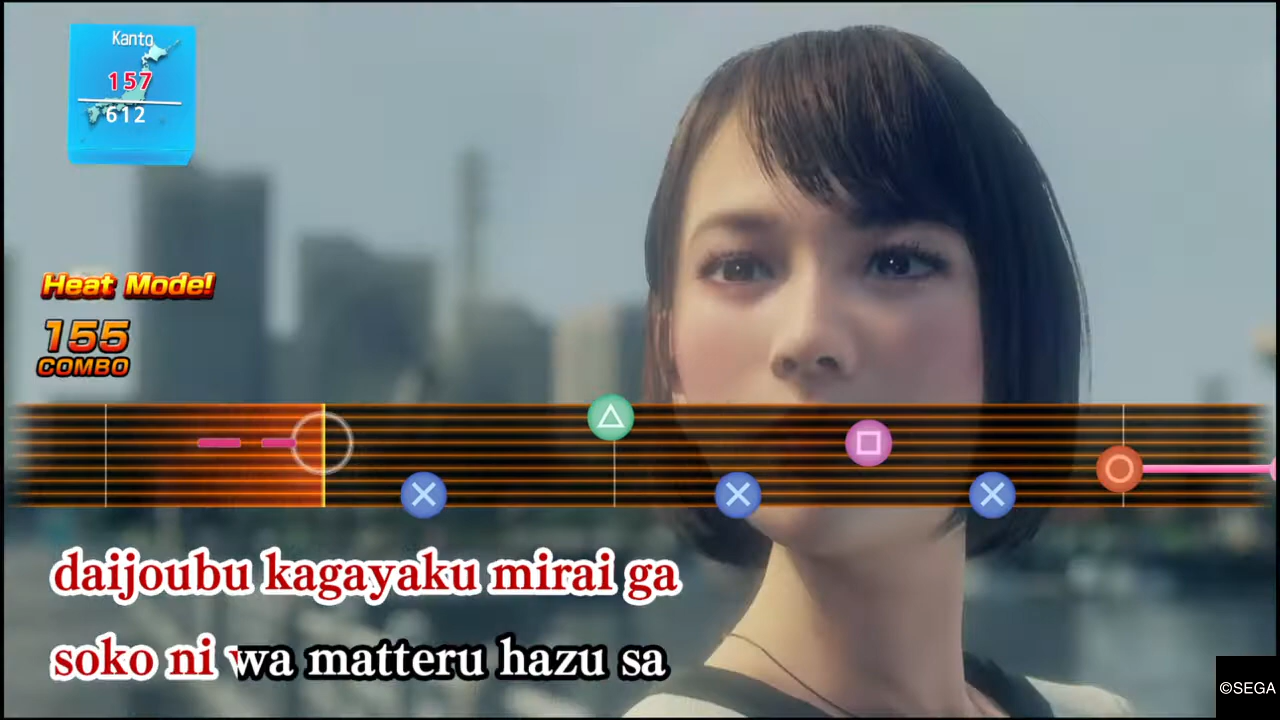 Kanto
157
612
Heat Mode!
155
COMBO
daijoubu kagayaku mirai ga
soko ni wa matteru hazu sa
©SEGA